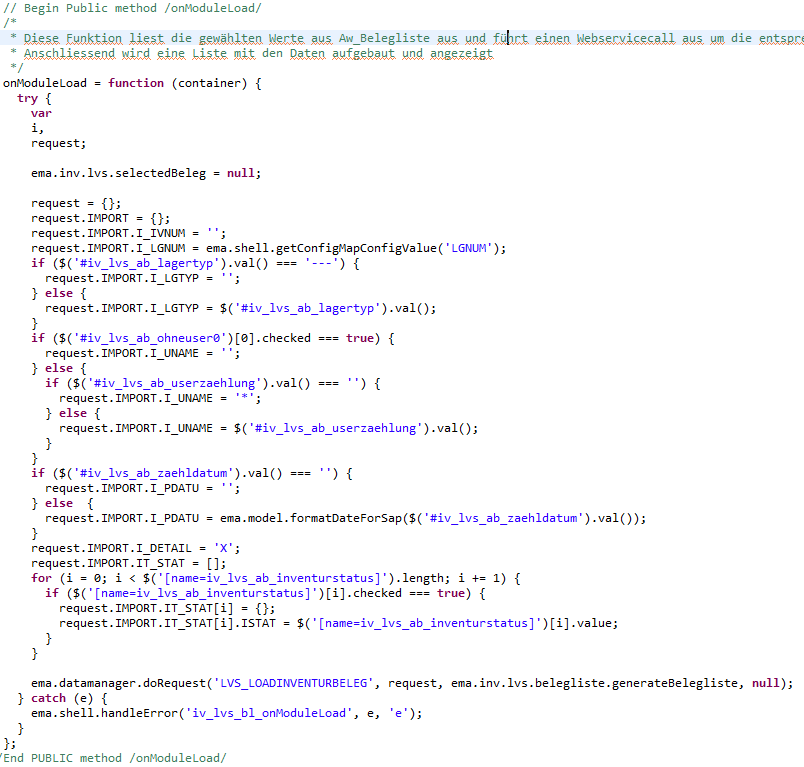 // Begin Public method /onModuleLoad/
/*
 * Diese Funktion liest die gewählten Werte aus Aw_Belegliste aus und führt einen Webservicecall aus um die entspre
 * Anschliessend wird eine Liste mit den Daten aufgebaut und angezeigt
 */
onModuleLoad = function (container) {
  try {
    var
    i,
    request;

    ema.inv.lvs.selectedBeleg = null;

    request = {};
    request.IMPORT = {};
    request.IMPORT.I_IVNUM = '';
    request.IMPORT.I_LGNUM = ema.shell.getConfigMapConfigValue('LGNUM');
    if ($('#iv_lvs_ab_lagertyp').val() === '---') {
      request.IMPORT.I_LGTYP = '';
    } else {
      request.IMPORT.I_LGTYP = $('#iv_lvs_ab_lagertyp').val();
    }
    if ($('#iv_lvs_ab_ohneuser0')[0].checked === true) {
      request.IMPORT.I_UNAME = '';
    } else {
      if ($('#iv_lvs_ab_userzaehlung').val() === '') {
        request.IMPORT.I_UNAME = '*';
      } else {
        request.IMPORT.I_UNAME = $('#iv_lvs_ab_userzaehlung').val();
      }
    }
    if ($('#iv_lvs_ab_zaehldatum').val() === '') {
      request.IMPORT.I_PDATU = '';
    } else  {
      request.IMPORT.I_PDATU = ema.model.formatDateForSap($('#iv_lvs_ab_zaehldatum').val());
    }
    request.IMPORT.I_DETAIL = 'X';
    request.IMPORT.IT_STAT = [];
    for (i = 0; i < $('[name=iv_lvs_ab_inventurstatus]').length; i += 1) {
      if ($('[name=iv_lvs_ab_inventurstatus]')[i].checked === true) {
        request.IMPORT.IT_STAT[i] = {};
        request.IMPORT.IT_STAT[i].ISTAT = $('[name=iv_lvs_ab_inventurstatus]')[i].value;
      }
    }

    ema.datamanager.doRequest('LVS_LOADINVENTURBELEG', request, ema.inv.lvs.belegliste.generateBelegliste, null);
  } catch (e) {
    ema.shell.handleError('iv_lvs_bl_onModuleLoad', e, 'e');
  }
};
/End PUBLIC method /onModuleLoad/